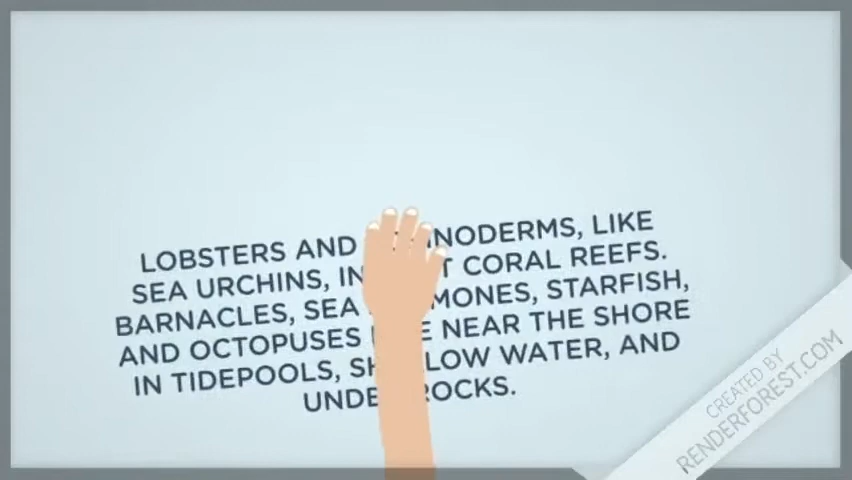 LOBSTERS AND INODERMS, LIKE
SEA URCHINS, IN T CORAL REEFS.
BARNACLES, SEA MONES, STARFISH,
AND OCTOPUSES E NEAR THE SHORE
IN TIDEPOOLS, SH LOW WATER, AND
UNDE ROCKS.
CREATED BY
RENDERFOREST.COM